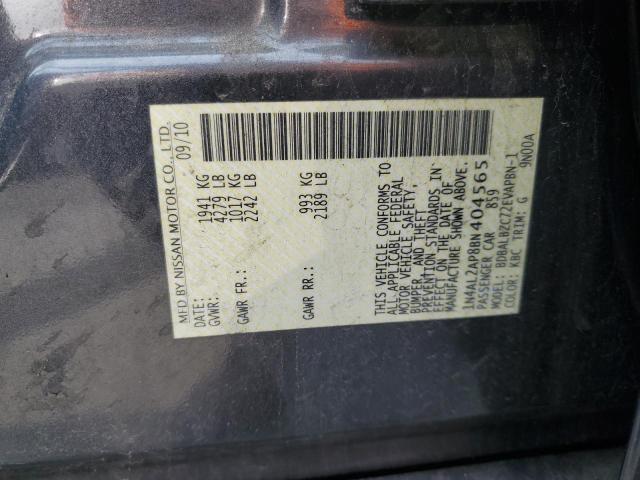 MFD BY NISSAN MOTOR CO., LTD.
09/10
GVWR: 1941 KG
4279 LB
GAWR FR.: 1017 KG
2242 LB
GAWR RR.: 993 KG
2189 LB
THIS VEHICLE CONFORMS TO
ALL APPLICABLE FEDERAL
MOTOR VEHICLE SAFETY,
BUMPER, AND THEFT
PREVENTION STANDARDS IN
EFFECT ON THE DATE OF
MANUFACTURE SHOWN ABOVE.
1N4AL2AP8BN404565
PASSENGER CAR 859
MODEL: BDBALRZC72EVAPBN-1
COLOR: KBC TRIM: G 9N00A